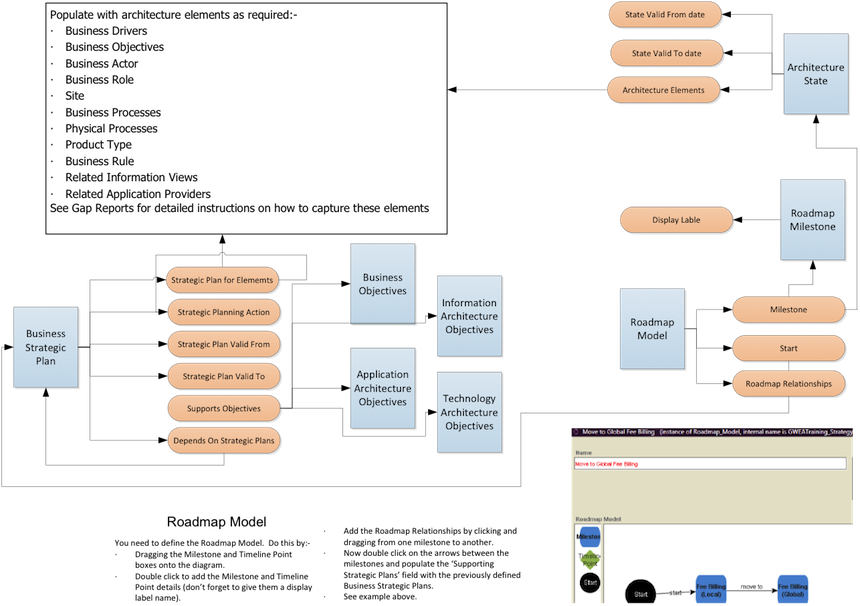 Populate with architecture elements as required:-
· Business Drivers
· Business Objectives
· Business Actor
· Business Role
· Site
· Business Processes
· Physical Processes
· Product Type
· Business Rule
· Related Information Views
· Related Application Providers
See Gap Reports for detailed instructions on how to capture these elements
State Valid From date
State Valid To date
Architecture Elements
Architecture
State
Roadmap
Milestone
Display Lable
Roadmap
Model
Milestone
Start
Roadmap Relationships
Business
Strategic
Plan
Strategic Plan for Elememts
Strategic Planning Action
Strategic Plan Valid From
Strategic Plan Valid To
Supports Objectives
Depends On Strategic Plans
Business
Objectives
Information
Architecture
Objectives
Application
Architecture
Objectives
Technology
Architecture
Objectives
Roadmap Model
You need to define the Roadmap Model. Do this by:-
· Dragging the Milestone and Timeline Point
boxes onto the diagram.
· Double click to add the Milestone and Timeline
Point details (don't forget to give them a display
label name).
· Add the Roadmap Relationships by clicking and
dragging from one milestone to another.
· Now double click on the arrows between the
milestones and populate the 'Supporting
Strategic Plans' field with the previously defined
Business Strategic Plans.
· See example above.
Move to Global Fee Billing (instance of Roadmap_Model, internal name is GWEATraining_Strategy
Name
Move to Global Fee Billing
Roadmap Model
Milestone
Timeline
Point
Start
Start
start
Fee Billing
(Local)
move to
Fee Billing
(Global)